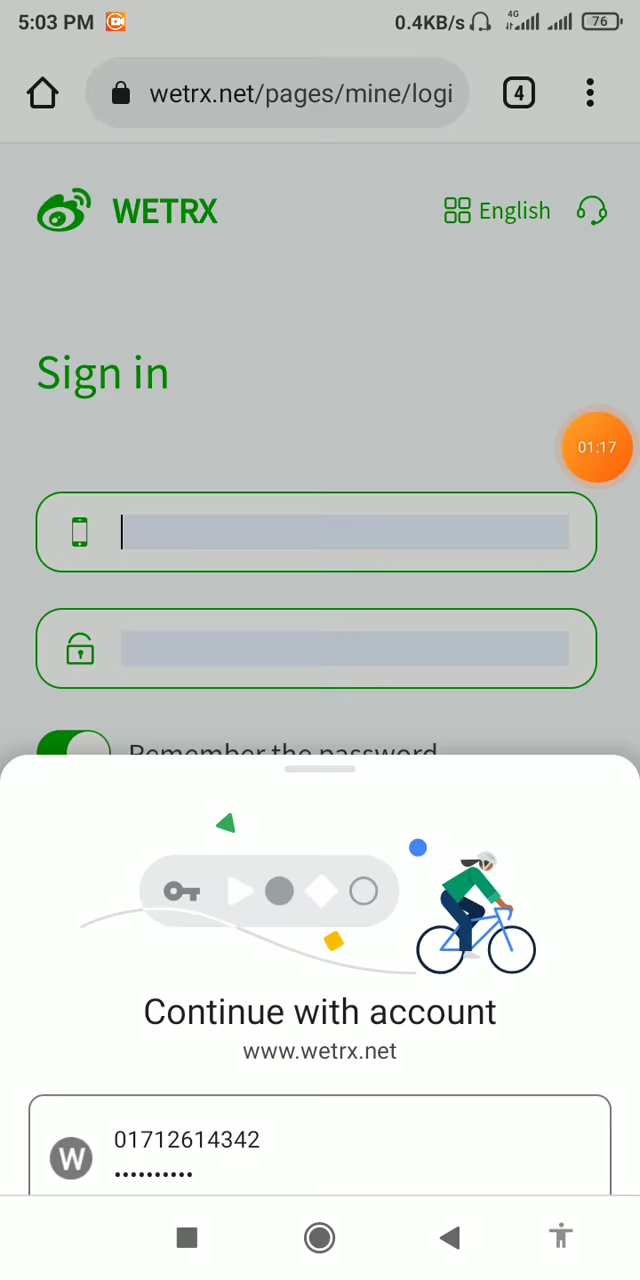 5:03 PM 0.4KB/s 4G 76
wetrx.net/pages/mine/logi 4
WETRX English
Sign in
01:17
Remember the password
Continue with account
www.wetrx.net
W 01712614342
••••••••••